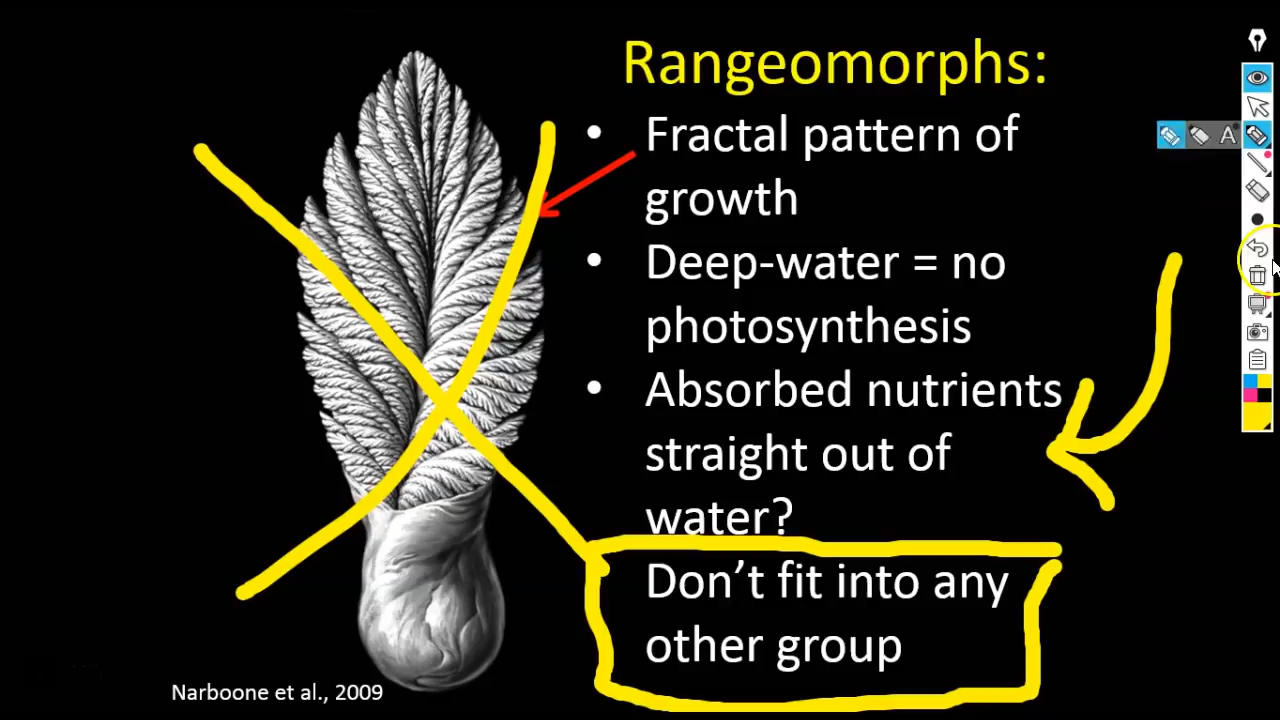 Rangeomorphs:
• Fractal pattern of
growth
• Deep-water = no
photosynthesis
• Absorbed nutrients
straight out of
water?
Don't fit into any
other group
Narboone et al., 2009
A